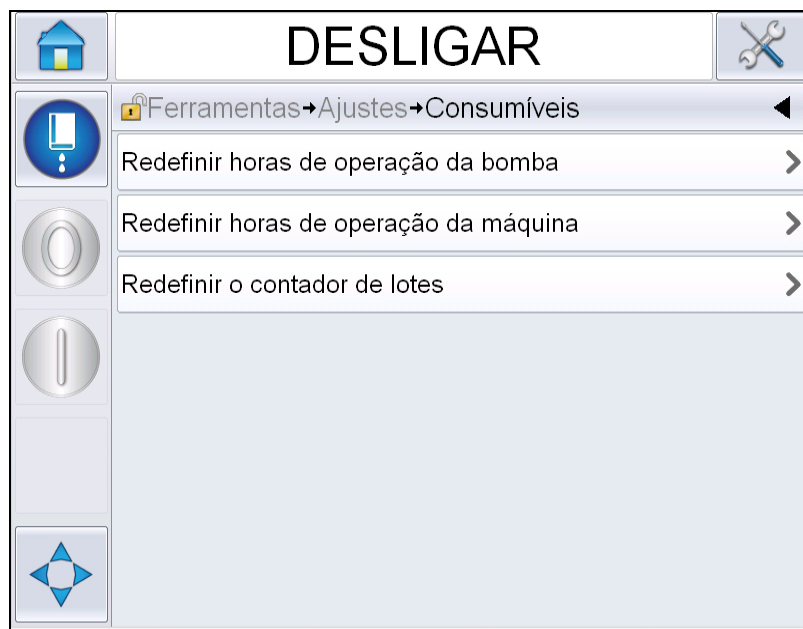 DESLIGAR
Ferramentas→Ajustes→Consumíveis
Redefinir horas de operação da bomba
Redefinir horas de operação da máquina
Redefinir o contador de lotes